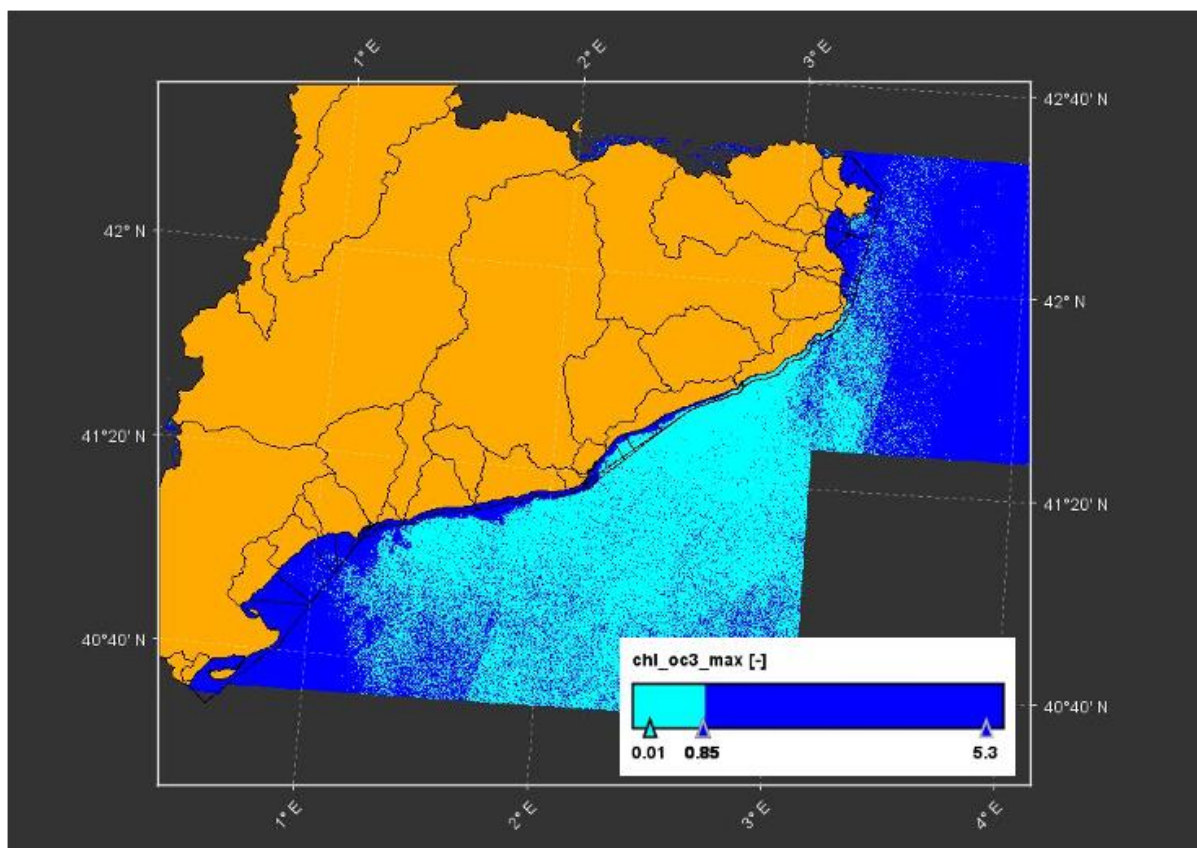 1° E 2° E 3° E
42°40' N
42° N
42° N
41°20' N
41°20' N
40°40' N
40°40' N
chl_oc3_max [-]
0.01 0.85 5.3
1° E 2° E 3° E 4° E